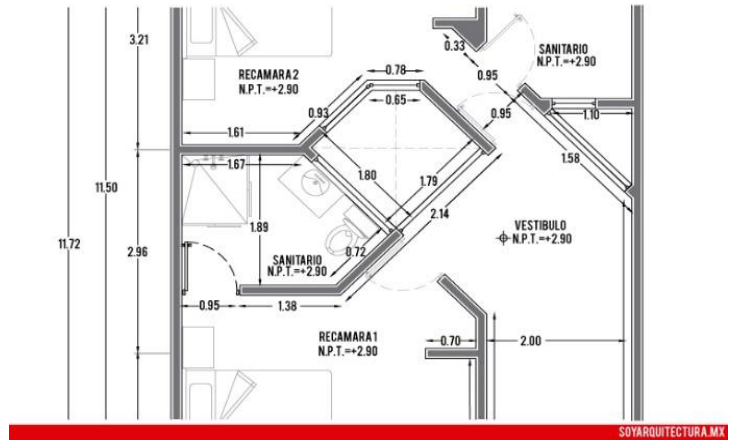 3.21
0.33
SANITARIO
N.P.T.=+2.90
RECAMARA 2
N.P.T.=+2.90
0.78
0.65
0.95
0.93
0.95
1.10
1.61
1.67
1.80
1.79
1.58
11.50
11.72
2.96
1.89
2.14
VESTIBULO
N.P.T.=+2.90
0.72
SANITARIO
N.P.T.=+2.90
0.95
1.38
RECAMARA 1
N.P.T.=+2.90
0.70
2.00
SOYARQUITECTURA.MX